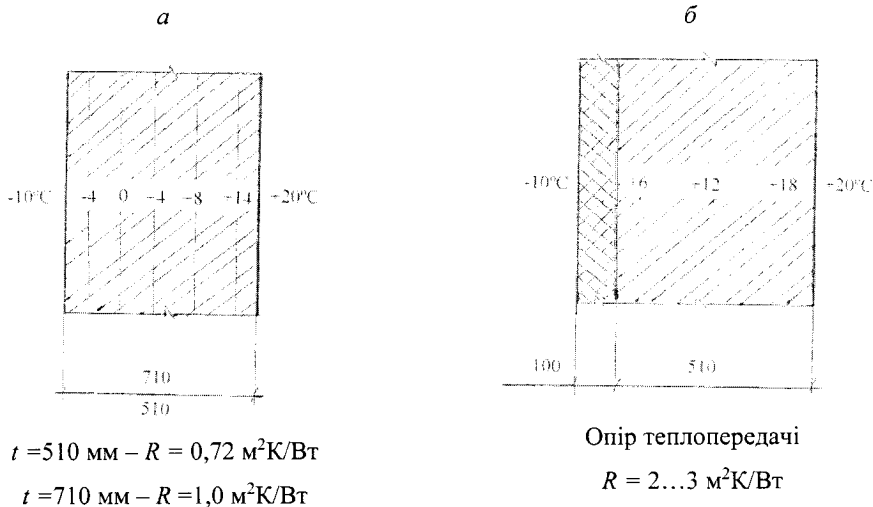 а
б
-10°C -4 0 +4 +8 +14 +20°C
-10°C +6 +12 +18 +20°C
710
510
100 510
t =510 мм – R = 0,72 м²К/Вт
t =710 мм – R =1,0 м²К/Вт
Опір теплопередачі
R = 2…3 м²К/Вт